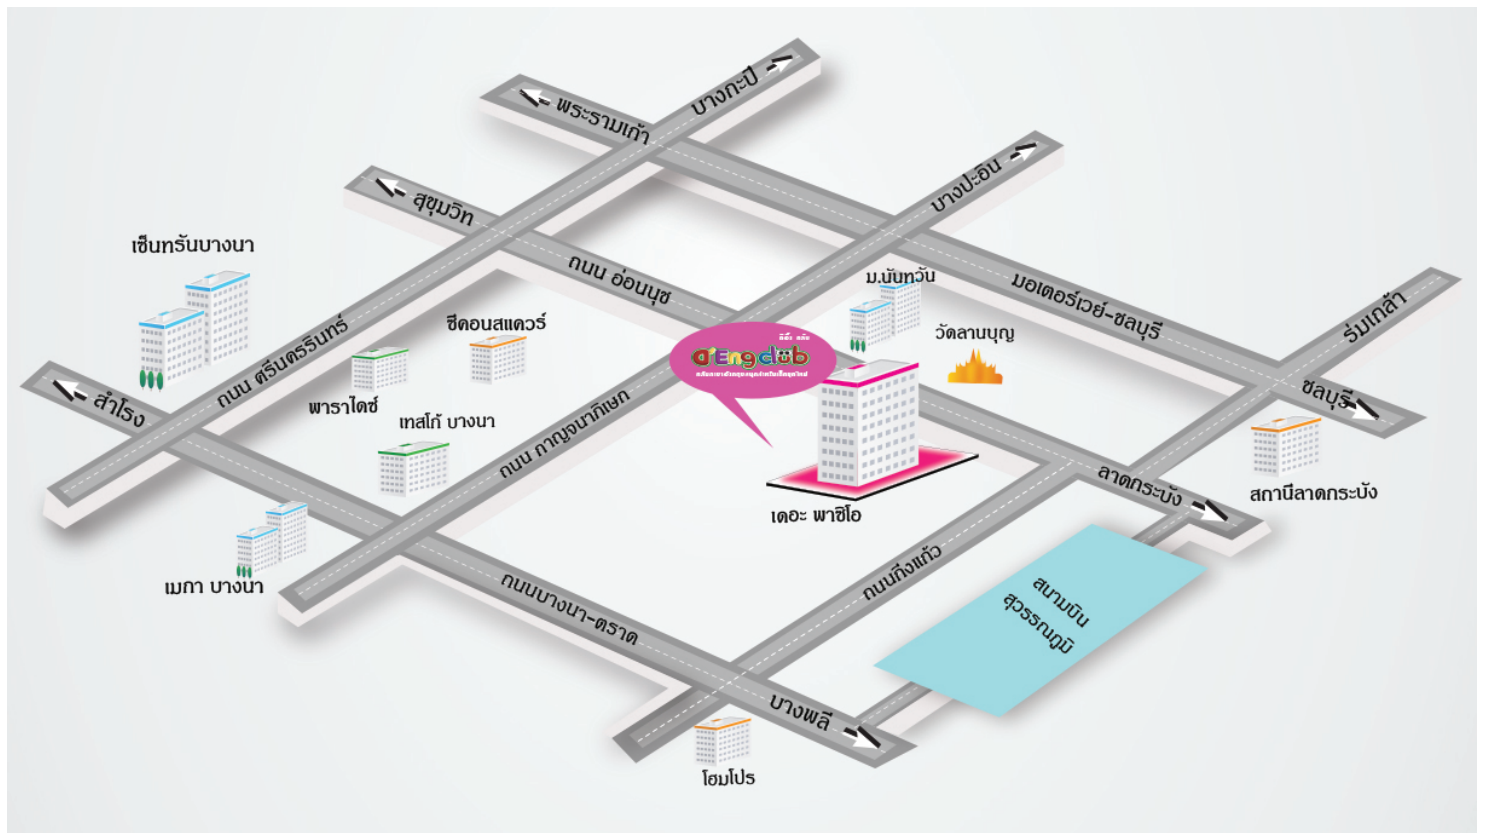 บางกะปิ
พระรามเก้า
บางปะอิน
สุขุมวิท
เซ็นทรัลบางนา
ถนน อ่อนนุช
ม.นันทวัน
มอเตอร์เวย์-ชลบุรี
ร่มเกล้า
ซีคอนสแควร์
วัดลานบุญ
ดิอิ๊ง คลับ
d'Eng club
ถนน ศรีนครรินทร์
พาราไดซ์
ชลบุรี
สำโรง
เทสโก้ บางนา
ถนน กาญจนาภิเษก
ลาดกระบัง
สถานีลาดกระบัง
เดอะ พาซิโอ
เมกา บางนา
ถนนบางนา-ตราด
ถนนกิ่งแก้ว
สนามบิน
สุวรรณภูมิ
บางพลี
โฮมโปร